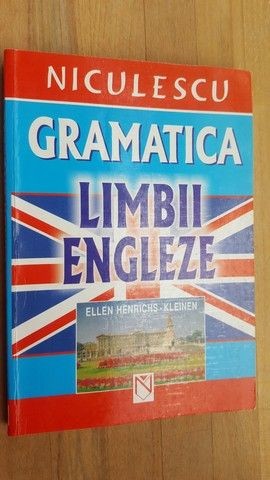 NICULESCU
GRAMATICA
LIMBII
ENGLEZE
ELLEN HENRICHS-KLEINEN
N